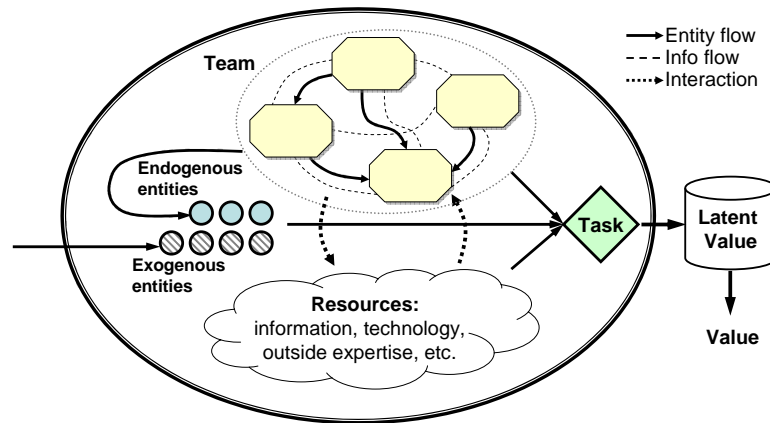 Team
Entity flow
Info flow
Interaction
Endogenous
entities
Exogenous
entities
Task
Latent
Value
Resources:
information, technology,
outside expertise, etc.
Value